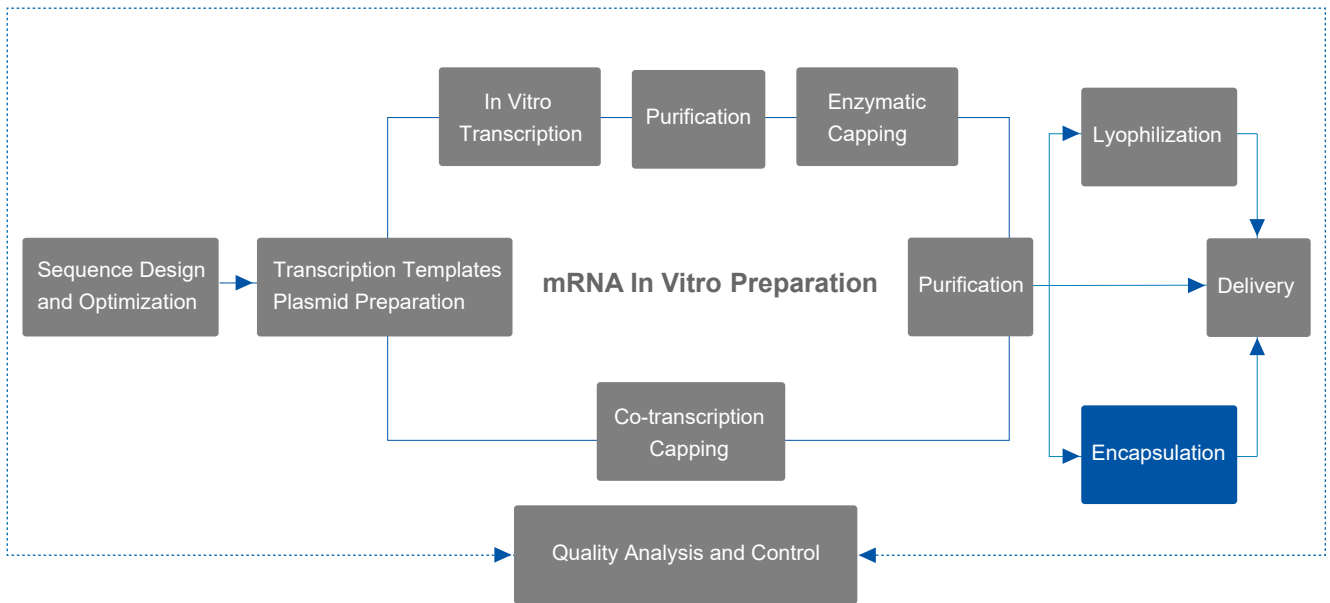 In Vitro
Transcription
Purification
Enzymatic
Capping
Lyophilization
Sequence Design
and Optimization
Transcription Templates
Plasmid Preparation
mRNA In Vitro Preparation
Purification
Delivery
Co-transcription
Capping
Encapsulation
Quality Analysis and Control